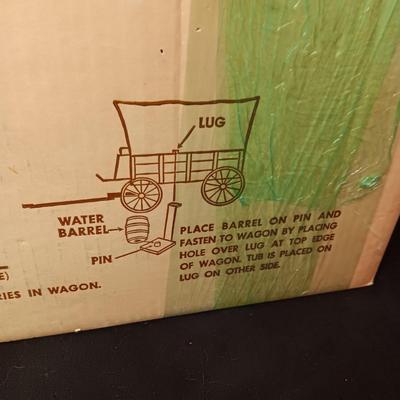 LUG
WATER
BARREL
PIN
PLACE BARREL ON PIN AND
FASTEN TO WAGON BY PLACING
HOLE OVER LUG AT TOP EDGE
OF WAGON. TUB IS PLACED ON
LUG ON OTHER SIDE.
E)
RIES IN WAGON.